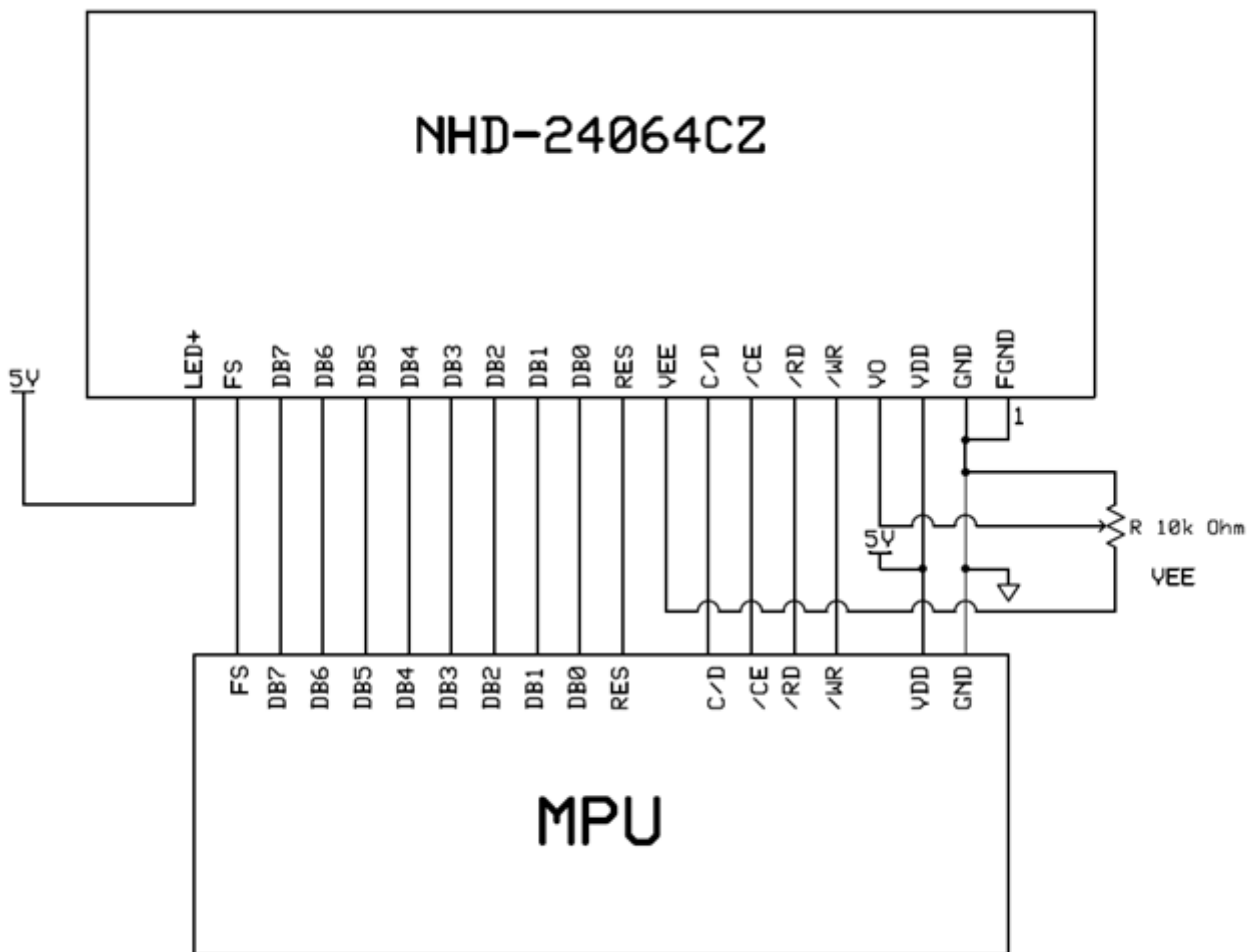 NHD-24064CZ
LED+ FS DB7 DB6 DB5 DB4 DB3 DB2 DB1 DB0 RES VEE C/D /CE /RD /WR VO VDD GND FGND
5V
1
R 10k Ohm
5V
VEE
FS DB7 DB6 DB5 DB4 DB3 DB2 DB1 DB0 RES C/D /CE /RD /WR VDD GND
MPU